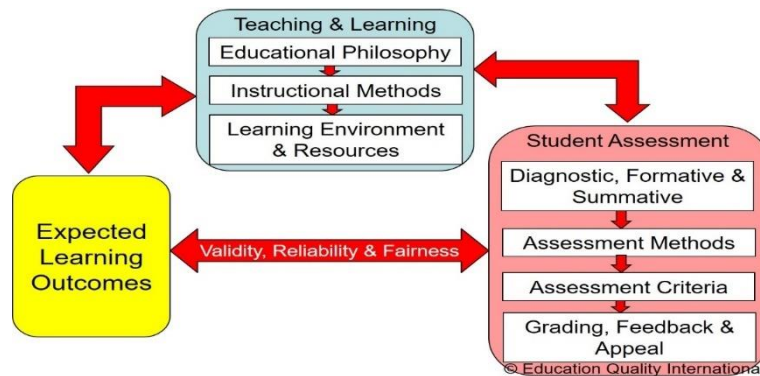 Teaching & Learning
Educational Philosophy
Instructional Methods
Learning Environment
& Resources
Student Assessment
Diagnostic, Formative &
Summative
Expected
Learning
Outcomes
Validity, Reliability & Fairness
Assessment Methods
Assessment Criteria
Grading, Feedback &
Appeal
© Education Quality Internationa